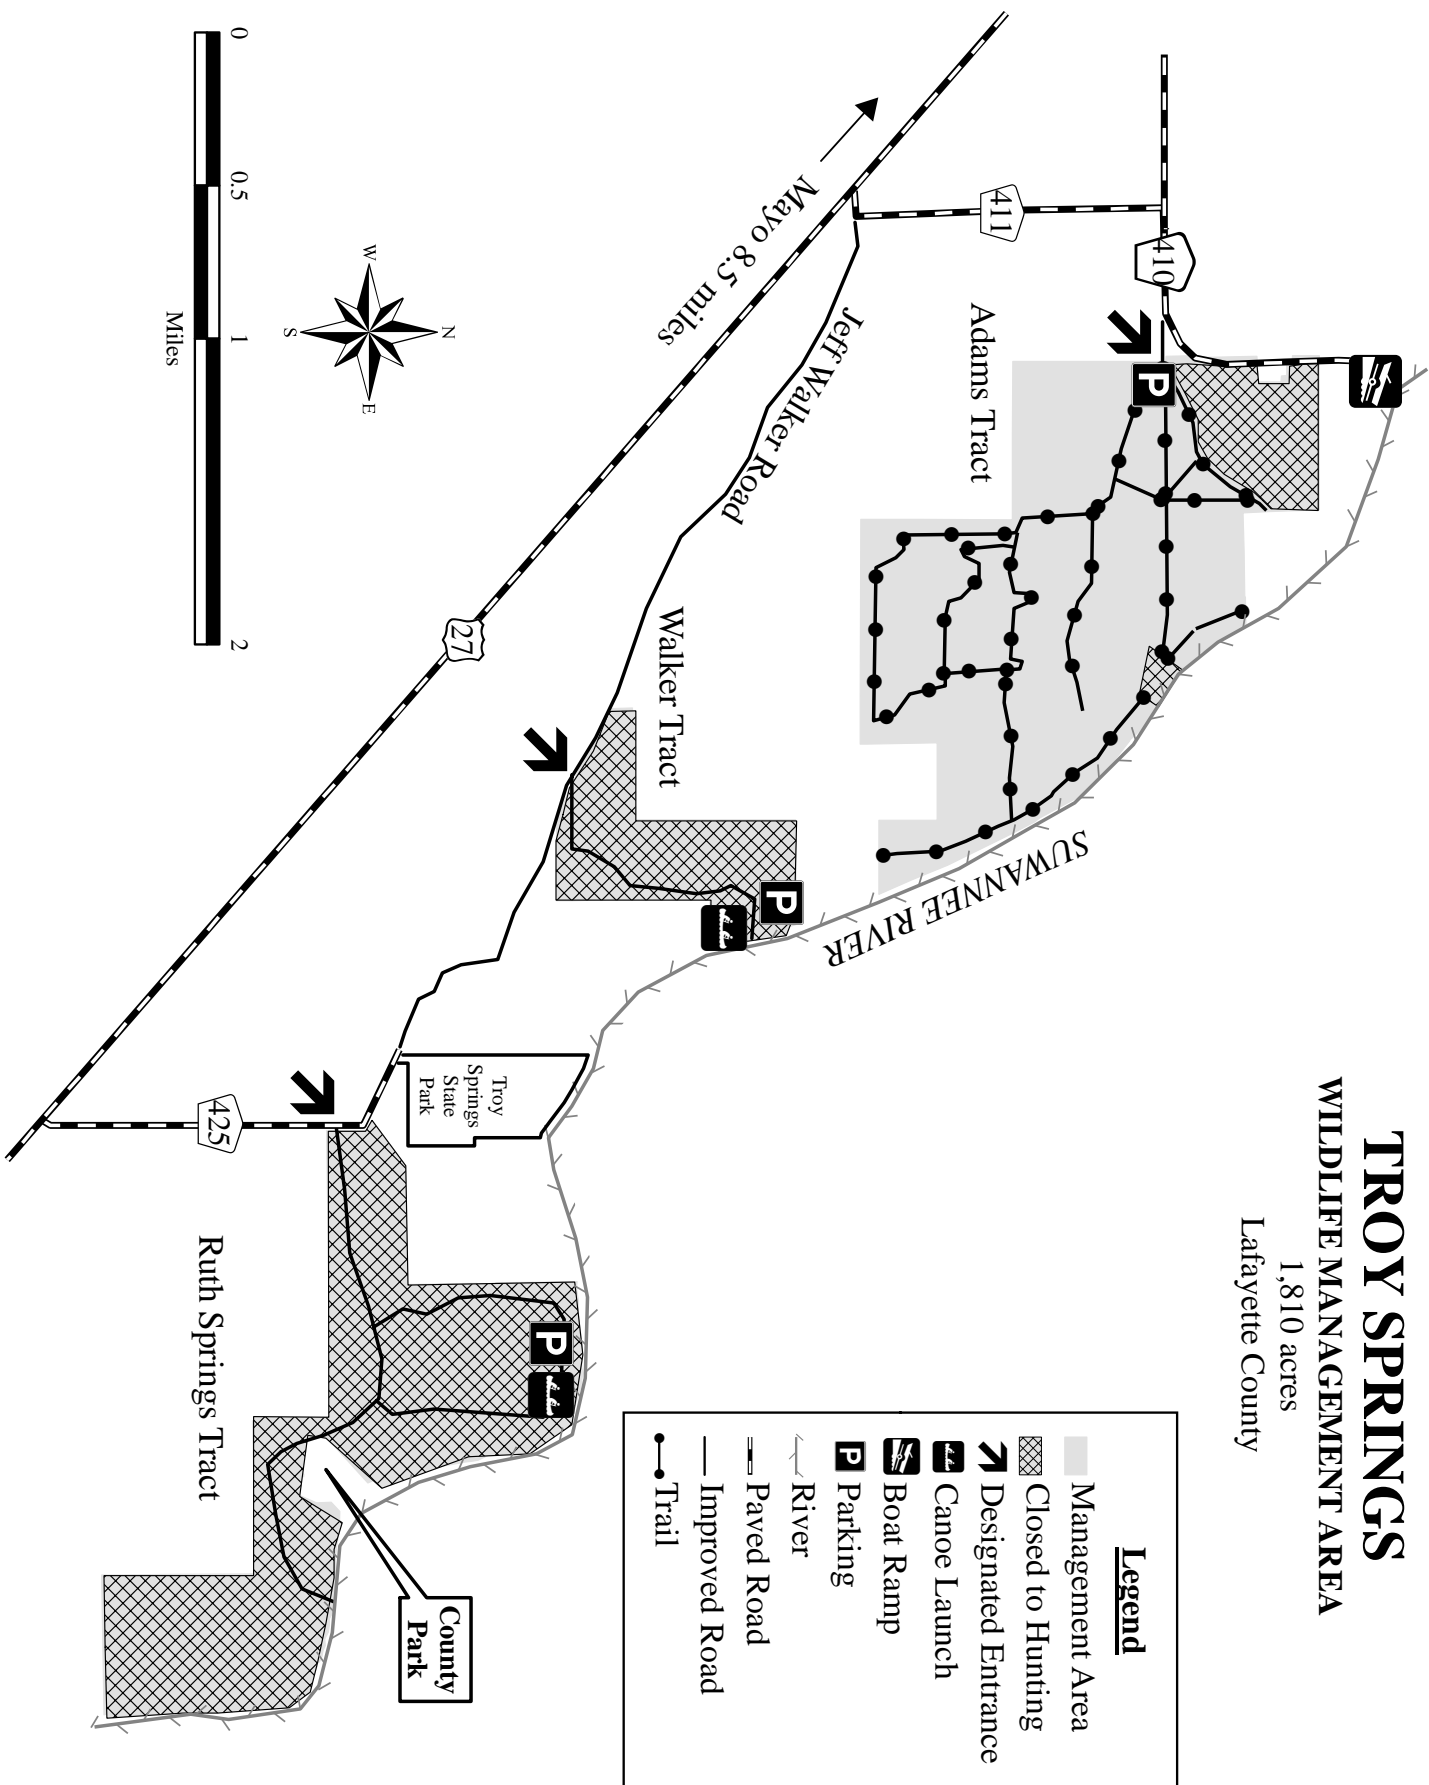 TROY SPRINGS
WILDLIFE MANAGEMENT AREA
1,810 acres
Lafayette County
Legend
Management Area
Closed to Hunting
Designated Entrance
Canoe Launch
Boat Ramp
P Parking
River
Paved Road
Improved Road
Trail
410
411
P
Adams Tract
SUWANNEE RIVER
Mayo 8.5 miles
Jeff Walker Road
Walker Tract
P
27
Troy
Springs
State
Park
425
P
Ruth Springs Tract
County
Park
N
W
E
S
0
0.5
1
2
Miles